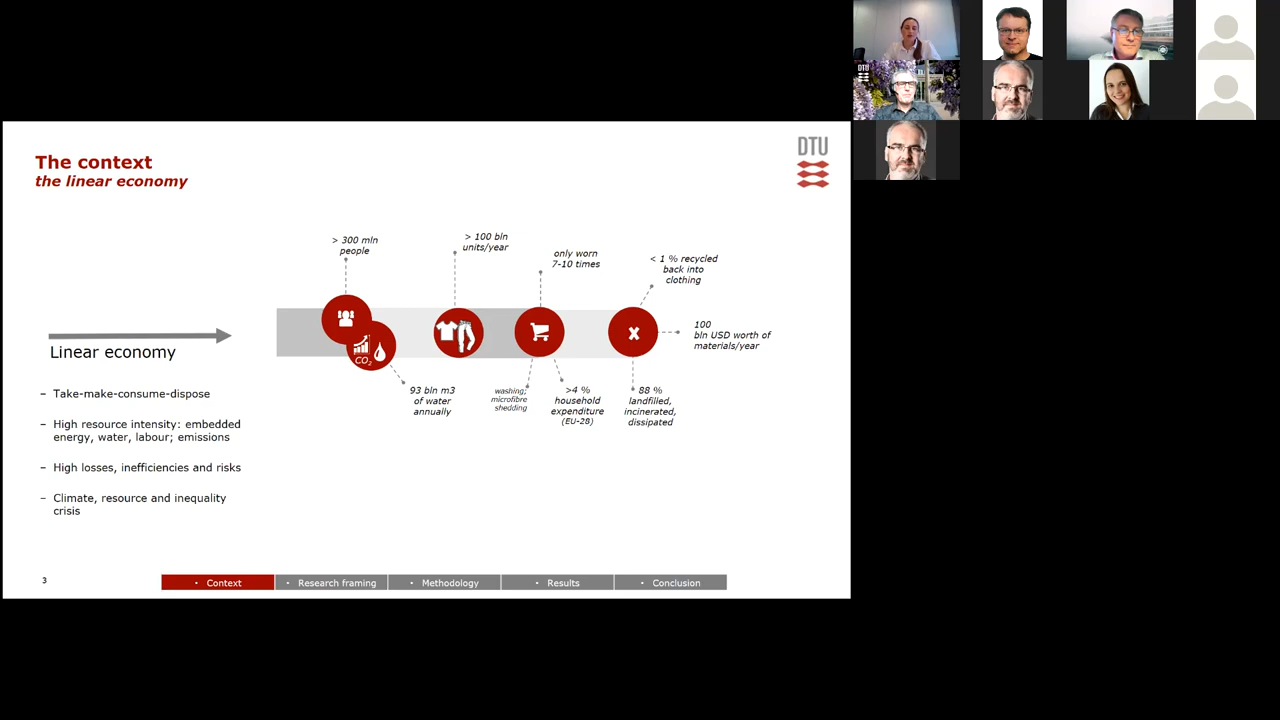 DTU
The context
DTU
the linear economy
> 300 mln
people
> 100 bln
units/year
only worn
7-10 times
< 1 % recycled
back into
clothing
100
bln USD worth of
materials/year
Linear economy
CO2
93 bln m3
of water
annually
washing;
microfibre
shedding
>4 %
household
expenditure
(EU-28)
88 %
landfilled,
incinerated,
dissipated
– Take-make-consume-dispose
– High resource intensity: embedded
energy, water, labour; emissions
– High losses, inefficiencies and risks
– Climate, resource and inequality
crisis
3
• Context
• Research framing
• Methodology
• Results
• Conclusion